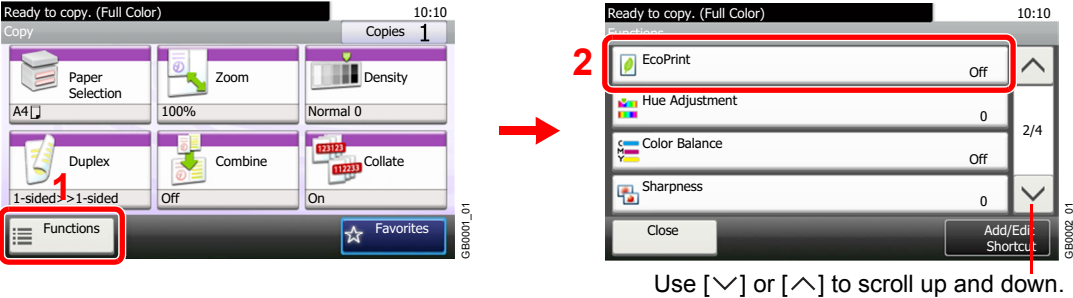 Ready to copy. (Full Color)
10:10
Copy
Copies 1
Paper
Selection
A4
Zoom
100%
Density
Normal 0
Duplex
1-sided>>1-sided
Combine
Off
123123
112233
Collate
On
1
Functions
Favorites
GB0001_01
Ready to copy. (Full Color)
10:10
Functions
2
EcoPrint
Off
Hue Adjustment
0
2/4
C
M
Y
Color Balance
Off
Sharpness
0
Close
Add/Edit
Shortcut
GB0002_01
Use [﹀] or [︿] to scroll up and down.